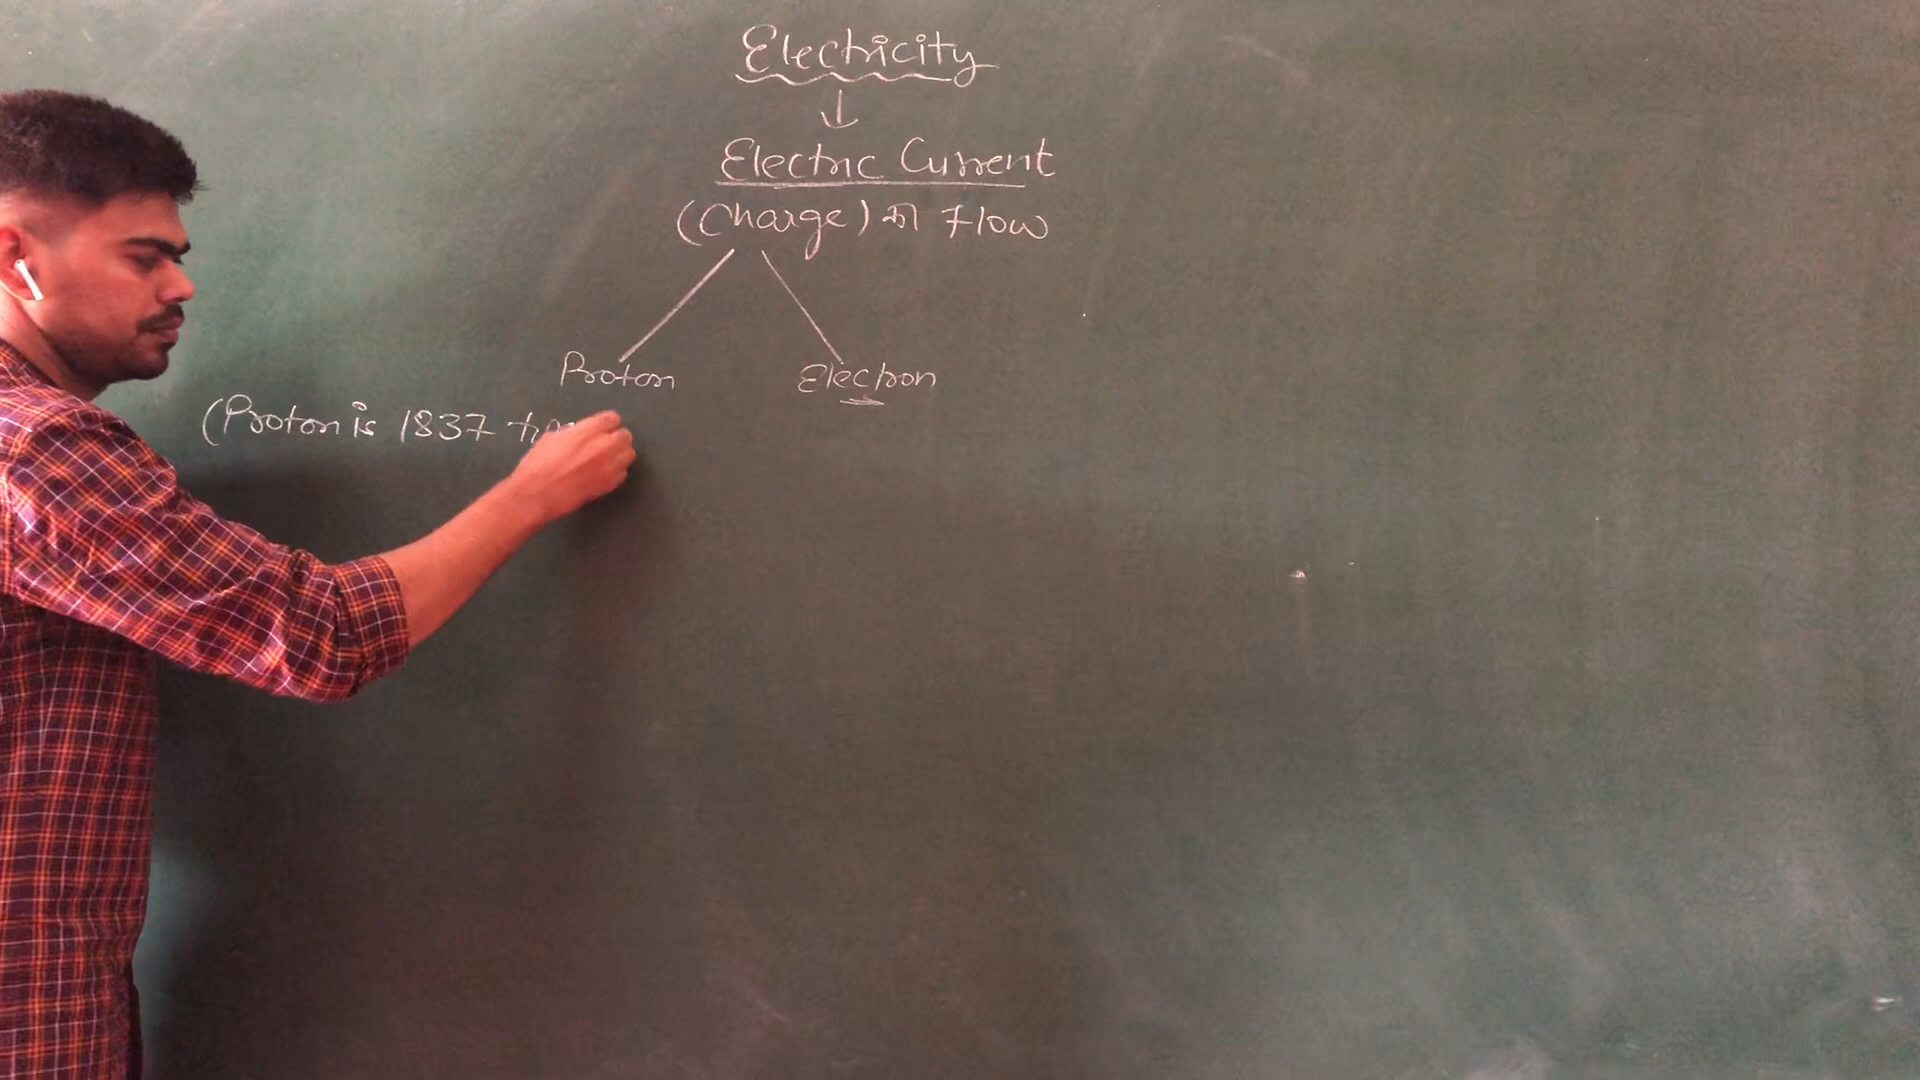 Electricity
↓
Electric Current
(Charge) का Flow
Proton Electron
(Proton is 1837